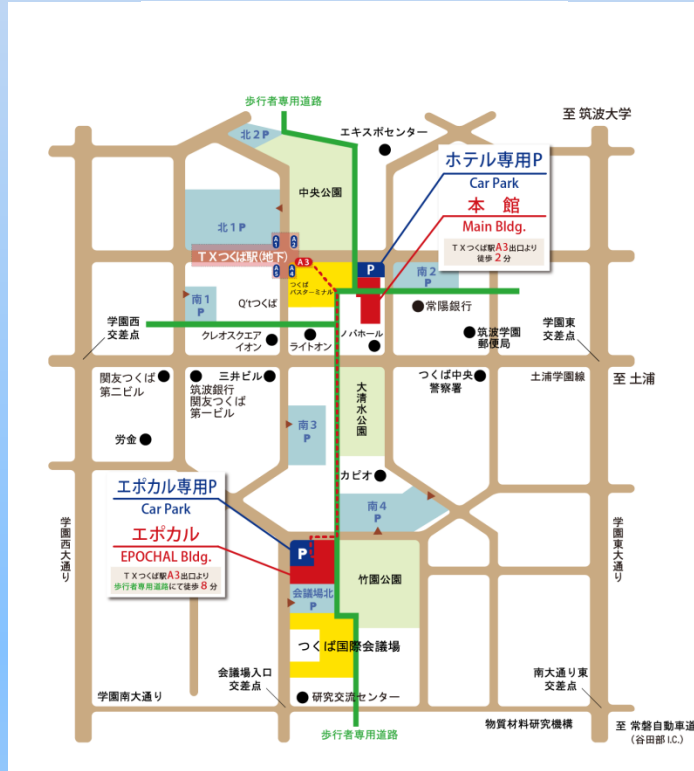 歩行者専用道路
至 筑波大学
北2P
エキスポセンター
ホテル専用P
Car Park
本 館
Main Bldg.
TXつくば駅A3出口より
徒歩 2 分
中央公園
北1P
A1
A2
TXつくば駅(地下)
A3
A5
A4
P
南2
P
つくば
バスターミナル
南1
P
Q'tつくば
常陽銀行
学園西
交差点
クレオスクエア
イオン
ライトオン
ノバホール
筑波学園
郵便局
学園東
交差点
関友つくば
第二ビル
三井ビル
筑波銀行
関友つくば
第一ビル
大清水公園
つくば中央
警察署
土浦学園線
至 土浦
労金
南3
P
カピオ
エポカル専用P
Car Park
エポカル
EPOCHAL Bldg.
TXつくば駅A3出口より
歩行者専用道路にて徒歩 8 分
南4
P
P
学園西大通り
学園東大通り
会議場北
P
竹園公園
つくば国際会議場
会議場入口
交差点
南大通り東
交差点
学園南大通り
研究交流センター
物質材料研究機構
至 常磐自動車道
(谷田部I.C.)
歩行者専用道路